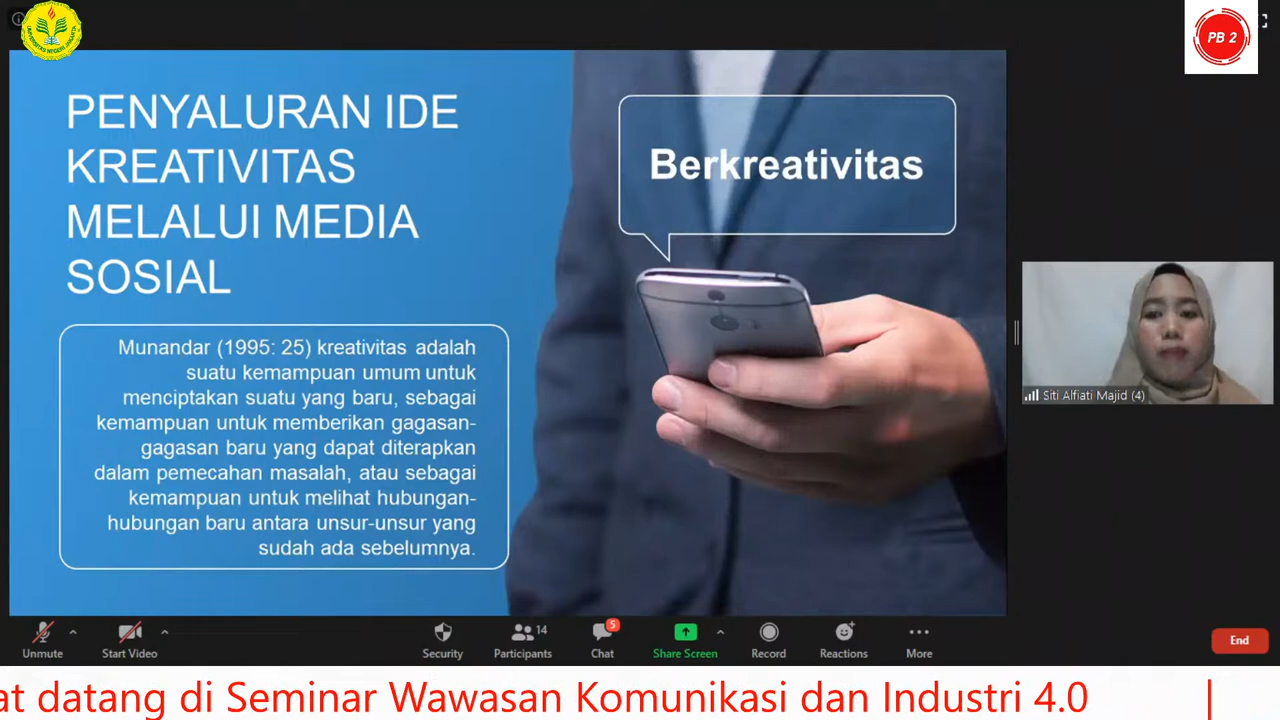 UNIVERSITAS NEGERI JAKARTA
PB 2
PENYALURAN IDE
KREATIVITAS
MELALUI MEDIA
SOSIAL
Berkreativitas
Munandar (1995: 25) kreativitas adalah
suatu kemampuan umum untuk
menciptakan suatu yang baru, sebagai
kemampuan untuk memberikan gagasan-
gagasan baru yang dapat diterapkan
dalam pemecahan masalah, atau sebagai
kemampuan untuk melihat hubungan-
hubungan baru antara unsur-unsur yang
sudah ada sebelumnya.
Siti Alfiati Majid (4)
14
5
Unmute
Start Video
Security
Participants
Chat
Share Screen
Record
Reactions
More
End
at datang di Seminar Wawasan Komunikasi dan Industri 4.0 |